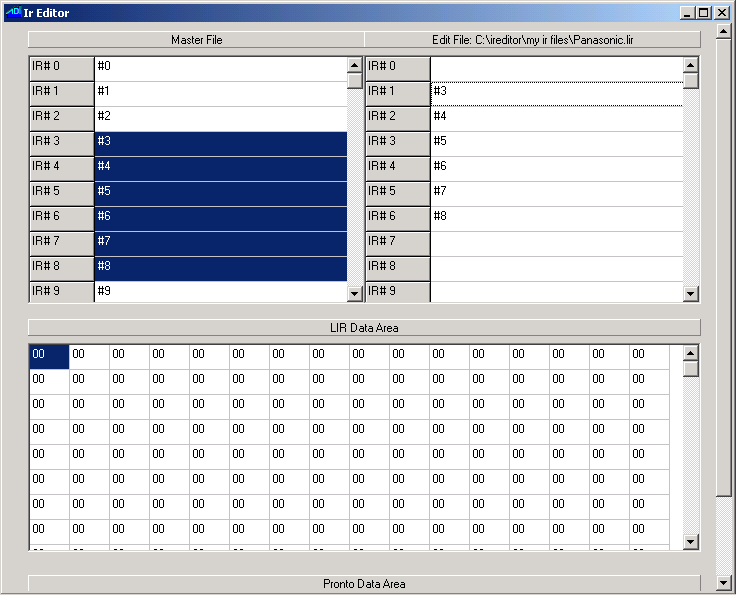 ADI Ir Editor
Master File Edit File: C:\ireditor\my ir files\Panasonic.lir
IR# 0 #0 IR# 0
IR# 1 #1 IR# 1 #3
IR# 2 #2 IR# 2 #4
IR# 3 #3 IR# 3 #5
IR# 4 #4 IR# 4 #6
IR# 5 #5 IR# 5 #7
IR# 6 #6 IR# 6 #8
IR# 7 #7 IR# 7
IR# 8 #8 IR# 8
IR# 9 #9 IR# 9
LIR Data Area
00 00 00 00 00 00 00 00 00 00 00 00 00 00 00 00
00 00 00 00 00 00 00 00 00 00 00 00 00 00 00 00
00 00 00 00 00 00 00 00 00 00 00 00 00 00 00 00
00 00 00 00 00 00 00 00 00 00 00 00 00 00 00 00
00 00 00 00 00 00 00 00 00 00 00 00 00 00 00 00
00 00 00 00 00 00 00 00 00 00 00 00 00 00 00 00
00 00 00 00 00 00 00 00 00 00 00 00 00 00 00 00
00 00 00 00 00 00 00 00 00 00 00 00 00 00 00 00
Pronto Data Area